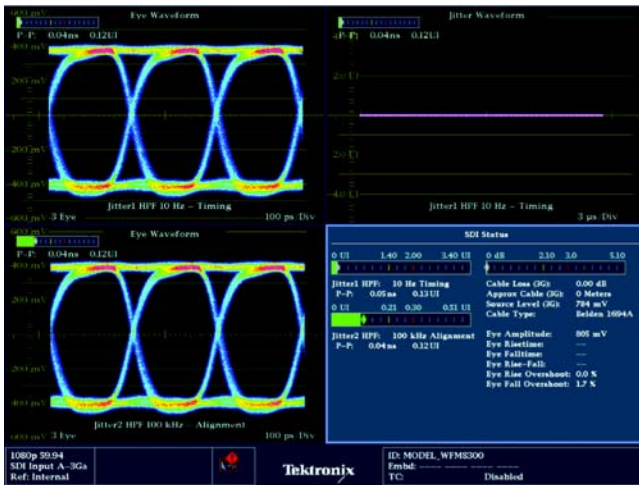 Eye Waveform
P-P: 0.04ns 0.12UI
400 mV
200 mV
-200 mV
-400 mV
Jitter1 HPF 10 Hz - Timing
3 Eye 100 ps/Div
Jitter Waveform
P-P: 0.04ns 0.12UI
Jitter1 HPF 10 Hz - Timing
3 µs/Div
Eye Waveform
P-P: 0.04ns 0.12UI
400 mV
200 mV
-200 mV
-400 mV
Jitter2 HPF 100 kHz - Alignment
3 Eye 100 ps/Div
SDI Status
0 UI 1.40 2.00 3.40 UI
Jitter1 HPF: 10 Hz Timing
P-P: 0.05ns 0.13UI
0 UI 0.21 0.30 0.51 UI
Jitter2 HPF: 100 kHz Alignment
P-P: 0.04ns 0.12UI
0 dB 2.10 3.0 5.10
Cable Loss (3G): 0.00 dB
Approx Cable (3G): 0 Meters
Source Level (3G): 784 mV
Cable Type: Belden 1694A
Eye Amplitude: 805 mV
Eye Risetime: ---
Eye Falltime: ---
Eye Rise-Fall: ---
Eye Rise Overshoot: 0.0 %
Eye Fall Overshoot: 1.7 %
1080p 59.94
SDI Input A-3Ga
Ref: Internal
Tektronix
ID: MODEL_WFM8300
Embd: ---- ---- ---- ----
TC: Disabled